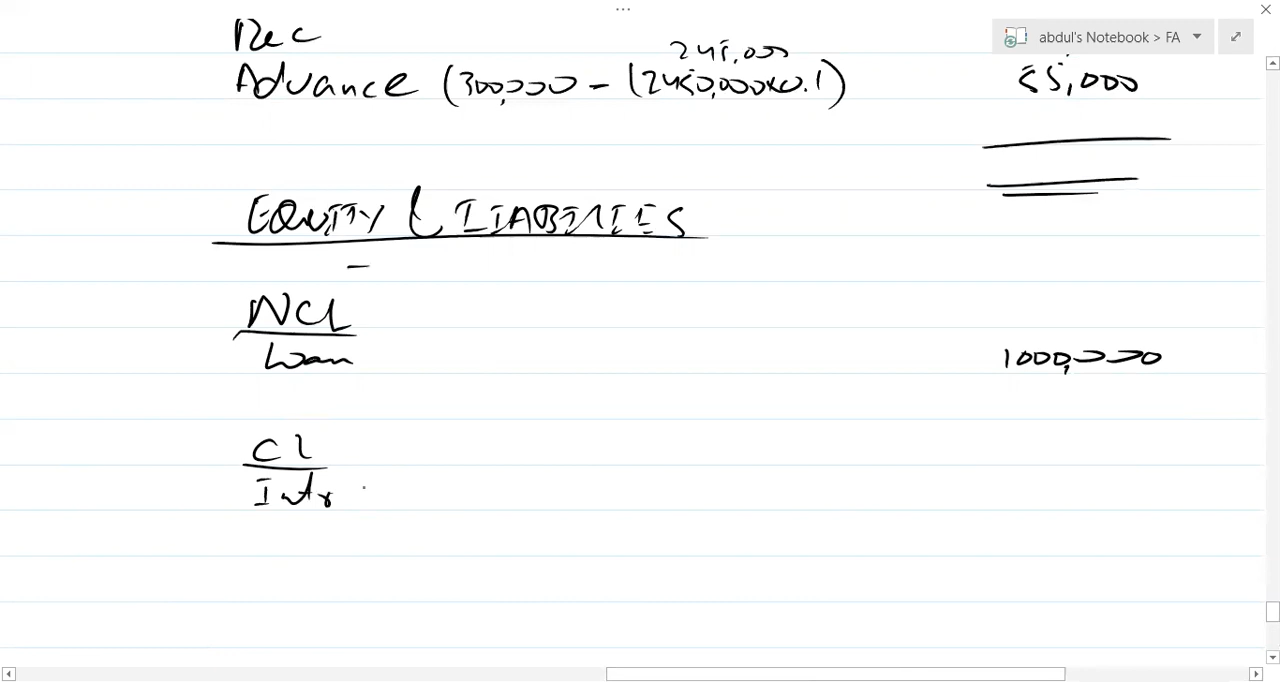 abdul's Notebook > FA
Rec
245,000
Advance (300,000 - (2450,000x0.1) 55,000
EQUITY & LIABILITIES
-
NCL
Loan 1000,000
CL
Intr